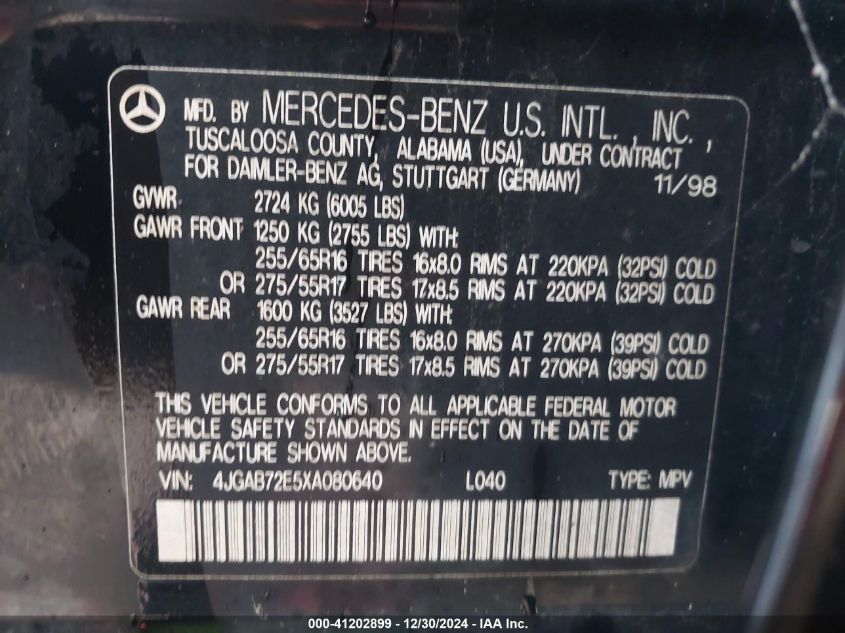 MFD. BY MERCEDES-BENZ U.S. INTL., INC.,
TUSCALOOSA COUNTY, ALABAMA (USA), UNDER CONTRACT
FOR DAIMLER-BENZ AG, STUTTGART (GERMANY) 11/98
GVWR 2724 KG (6005 LBS)
GAWR FRONT 1250 KG (2755 LBS) WITH:
255/65R16 TIRES 16x8.0 RIMS AT 220KPA (32PSI) COLD
OR 275/55R17 TIRES 17x8.5 RIMS AT 220KPA (32PSI) COLD
GAWR REAR 1600 KG (3527 LBS) WITH:
255/65R16 TIRES 16x8.0 RIMS AT 270KPA (39PSI) COLD
OR 275/55R17 TIRES 17x8.5 RIMS AT 270KPA (39PSI) COLD
THIS VEHICLE CONFORMS TO ALL APPLICABLE FEDERAL MOTOR
VEHICLE SAFETY STANDARDS IN EFFECT ON THE DATE OF
MANUFACTURE SHOWN ABOVE.
VIN: 4JGAB72E5XA080640 L040 TYPE: MPV
000-41202899 - 12/30/2024 - IAA Inc.